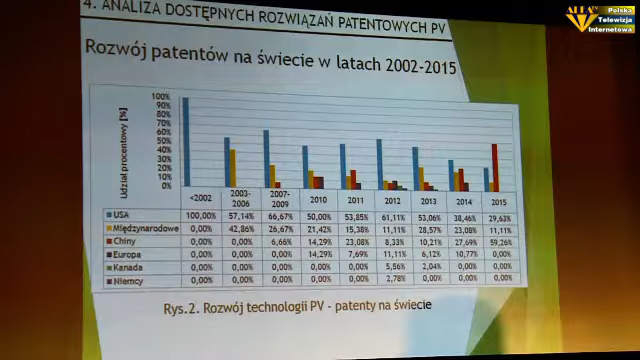 4. ANALIZA DOSTĘPNYCH ROZWIĄZAŃ PATENTOWYCH PV
ALFA
Polska
Telewizja
Internetowa
Rozwój patentów na świecie w latach 2002-2015
Udział procentowy [%]
100%
90%
80%
70%
60%
50%
40%
30%
20%
10%
0%
<2002 2003-2006 2007-2009 2010 2011 2012 2013 2014 2015
USA 100,00% 57,14% 66,67% 50,00% 53,85% 61,11% 53,06% 38,46% 29,63%
Międzynarodowe 0,00% 42,86% 26,67% 21,42% 15,38% 11,11% 28,57% 23,08% 11,11%
Chiny 0,00% 0,00% 6,66% 14,29% 23,08% 8,33% 10,21% 27,69% 59,26%
Europa 0,00% 0,00% 0,00% 14,29% 7,69% 11,11% 6,12% 10,77% 0,00%
Kanada 0,00% 0,00% 0,00% 0,00% 0,00% 5,56% 2,04% 0,00% 0,00%
Niemcy 0,00% 0,00% 0,00% 0,00% 0,00% 2,78% 0,00% 0,00% 0,00%
Rys.2. Rozwój technologii PV - patenty na świecie